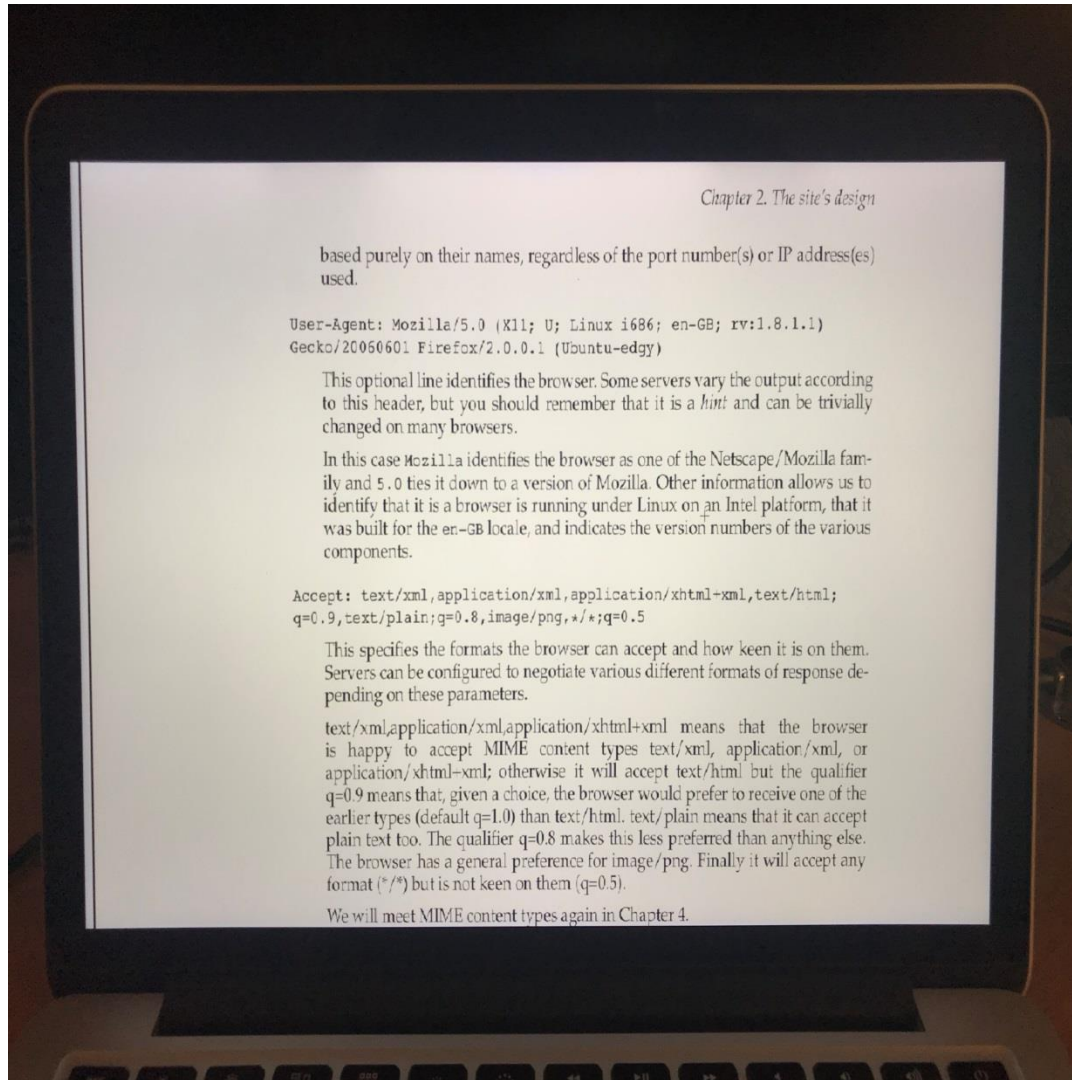 Chapter 2. The site's design
based purely on their names, regardless of the port number(s) or IP address(es)
used.
User-Agent: Mozilla/5.0 (X11; U; Linux i686; en-GB; rv:1.8.1.1)
Gecko/20060601 Firefox/2.0.0.1 (Ubuntu-edgy)
This optional line identifies the browser. Some servers vary the output according
to this header, but you should remember that it is a hint and can be trivially
changed on many browsers.
In this case Mozilla identifies the browser as one of the Netscape/Mozilla fam-
ily and 5.0 ties it down to a version of Mozilla. Other information allows us to
identify that it is a browser is running under Linux on an Intel platform, that it
was built for the en-GB locale, and indicates the version numbers of the various
components.
Accept: text/xml,application/xml,application/xhtml+xml,text/html;
q=0.9,text/plain;q=0.8,image/png,*/*;q=0.5
This specifies the formats the browser can accept and how keen it is on them.
Servers can be configured to negotiate various different formats of response de-
pending on these parameters.
text/xml,application/xml,application/xhtml+xml means that the browser
is happy to accept MIME content types text/xml, application/xml, or
application/xhtml+xml; otherwise it will accept text/html but the qualifier
q=0.9 means that, given a choice, the browser would prefer to receive one of the
earlier types (default q=1.0) than text/html. text/plain means that it can accept
plain text too. The qualifier q=0.8 makes this less preferred than anything else.
The browser has a general preference for image/png. Finally it will accept any
format (*/*) but is not keen on them (q=0.5).
We will meet MIME content types again in Chapter 4.